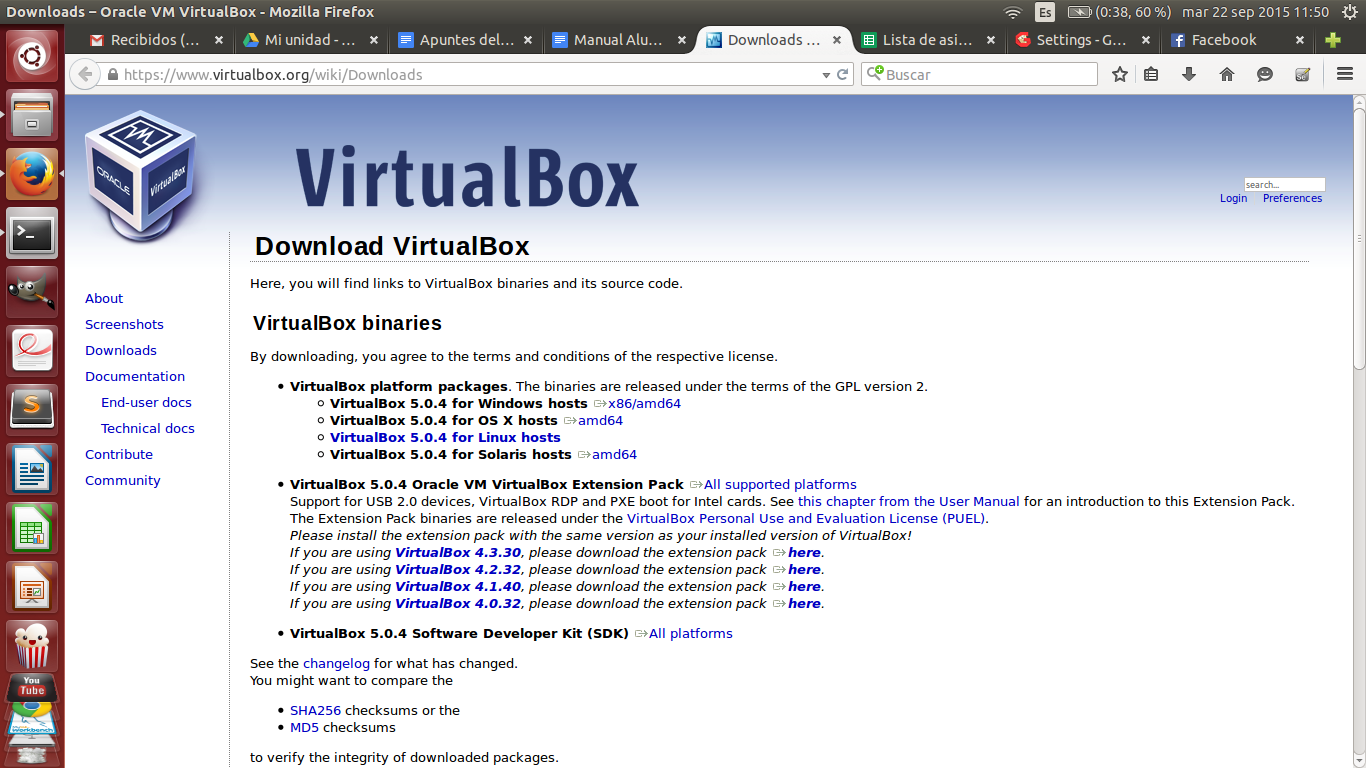 Downloads – Oracle VM VirtualBox - Mozilla Firefox
Es
(0:38, 60 %)
mar 22 sep 2015 11:50
Recibidos (...
Mi unidad - ...
Apuntes del...
Manual Alu...
Downloads ...
Lista de asi...
Settings - G...
Facebook
https://www.virtualbox.org/wiki/Downloads
Buscar
ORACLE
VirtualBox
VirtualBox
search...
Login
Preferences
Download VirtualBox
Here, you will find links to VirtualBox binaries and its source code.
About
Screenshots
Downloads
Documentation
End-user docs
Technical docs
Contribute
Community
VirtualBox binaries
By downloading, you agree to the terms and conditions of the respective license.
VirtualBox platform packages. The binaries are released under the terms of the GPL version 2.
VirtualBox 5.0.4 for Windows hosts x86/amd64
VirtualBox 5.0.4 for OS X hosts amd64
VirtualBox 5.0.4 for Linux hosts
VirtualBox 5.0.4 for Solaris hosts amd64
VirtualBox 5.0.4 Oracle VM VirtualBox Extension Pack All supported platforms
Support for USB 2.0 devices, VirtualBox RDP and PXE boot for Intel cards. See this chapter from the User Manual for an introduction to this Extension Pack.
The Extension Pack binaries are released under the VirtualBox Personal Use and Evaluation License (PUEL).
Please install the extension pack with the same version as your installed version of VirtualBox!
If you are using VirtualBox 4.3.30, please download the extension pack here.
If you are using VirtualBox 4.2.32, please download the extension pack here.
If you are using VirtualBox 4.1.40, please download the extension pack here.
If you are using VirtualBox 4.0.32, please download the extension pack here.
VirtualBox 5.0.4 Software Developer Kit (SDK) All platforms
See the changelog for what has changed.
You might want to compare the
SHA256 checksums or the
MD5 checksums
to verify the integrity of downloaded packages.
You
Tube
Workbench